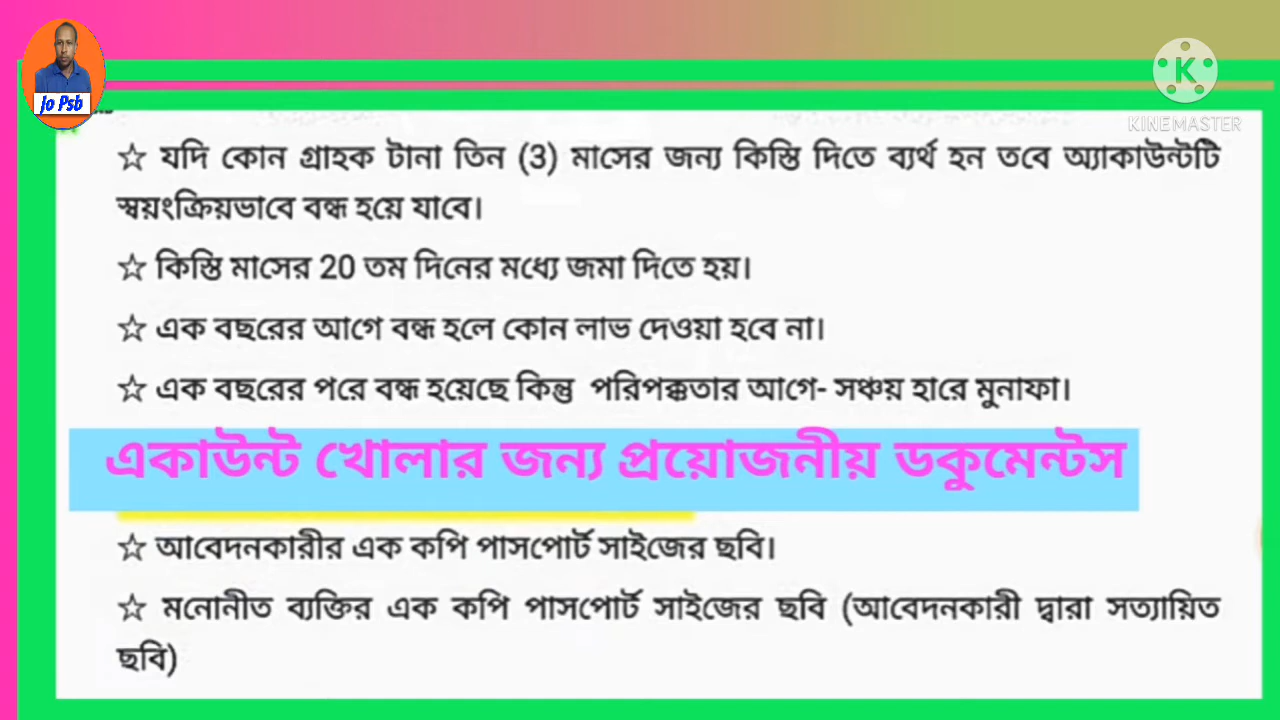 Jo Psb
KINEMASTER
☆ যদি কোন গ্রাহক টানা তিন (3) মাসের জন্য কিস্তি দিতে ব্যর্থ হন তবে অ্যাকাউন্টটি
স্বয়ংক্রিয়ভাবে বন্ধ হয়ে যাবে।
☆ কিস্তি মাসের 20 তম দিনের মধ্যে জমা দিতে হয়।
☆ এক বছরের আগে বন্ধ হলে কোন লাভ দেওয়া হবে না।
☆ এক বছরের পরে বন্ধ হয়েছে কিন্তু পরিপক্কতার আগে- সঞ্চয় হারে মুনাফা।
একাউন্ট খোলার জন্য প্রয়োজনীয় ডকুমেন্টস
☆ আবেদনকারীর এক কপি পাসপোর্ট সাইজের ছবি।
☆ মনোনীত ব্যক্তির এক কপি পাসপোর্ট সাইজের ছবি (আবেদনকারী দ্বারা সত্যায়িত
ছবি)